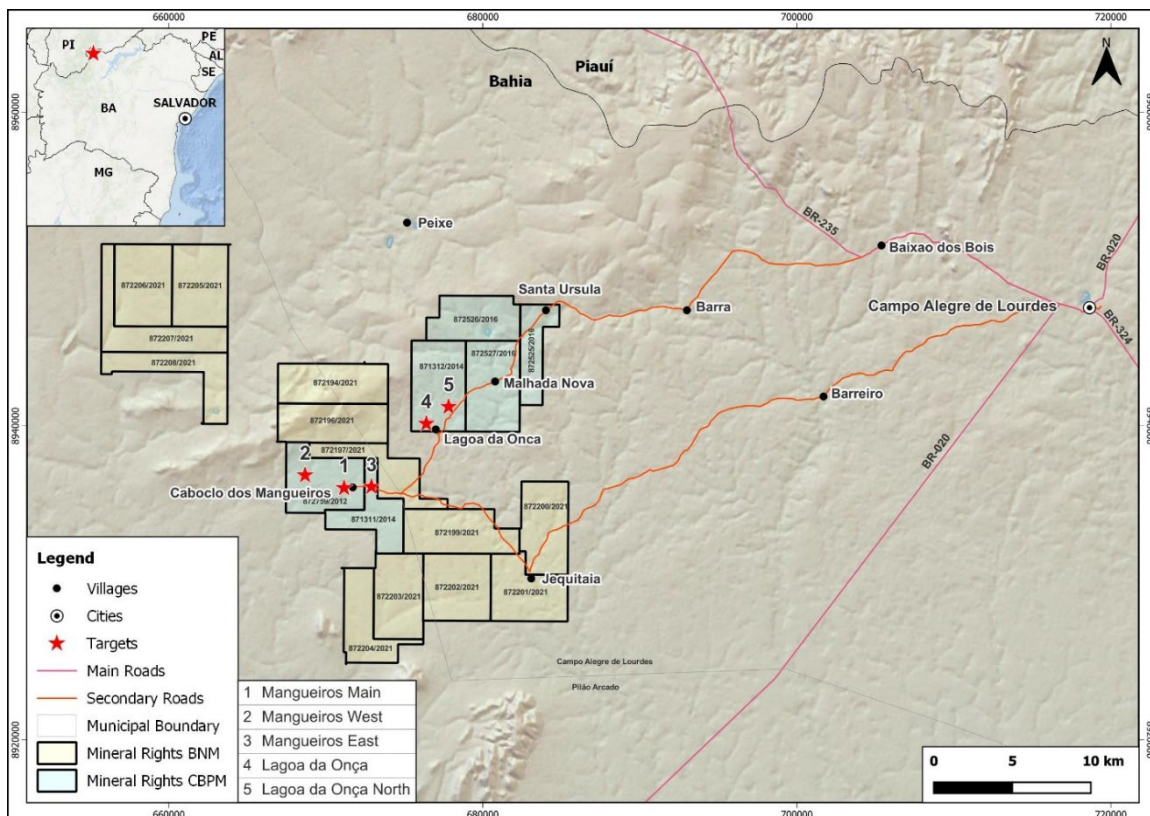 660000
680000
700000
720000
PI
PE
AL
SE
SALVADOR
BA
MG
N
Piauí
Bahia
8960000
8960000
Peixe
BR-235
Baixao dos Bois
BR-020
872206/2021
872205/2021
Santa Ursula
Barra
Campo Alegre de Lourdes
872526/2016
BR-324
872207/2021
872525/2016
872208/2021
871312/2014
872527/2016
872194/2021
Malhada Nova
Barreiro
5
872196/2021
4
8940000
8940000
Lagoa da Onca
872197/2021
2
1
3
BR-020
Caboclo dos Mangueiros
872759/2012
872200/2021
871311/2014
872199/2021
Jequitaia
872202/2021
872201/2021
872203/2021
872204/2021
Campo Alegre de Lourdes
Pilão Arcado
Legend
Villages
Cities
Targets
Main Roads
Secondary Roads
Municipal Boundary
Mineral Rights BNM
Mineral Rights CBPM
1 Mangueiros Main
2 Mangueiros West
3 Mangueiros East
4 Lagoa da Onça
5 Lagoa da Onça North
8920000
8920000
0 5 10 km
660000
680000
700000
720000